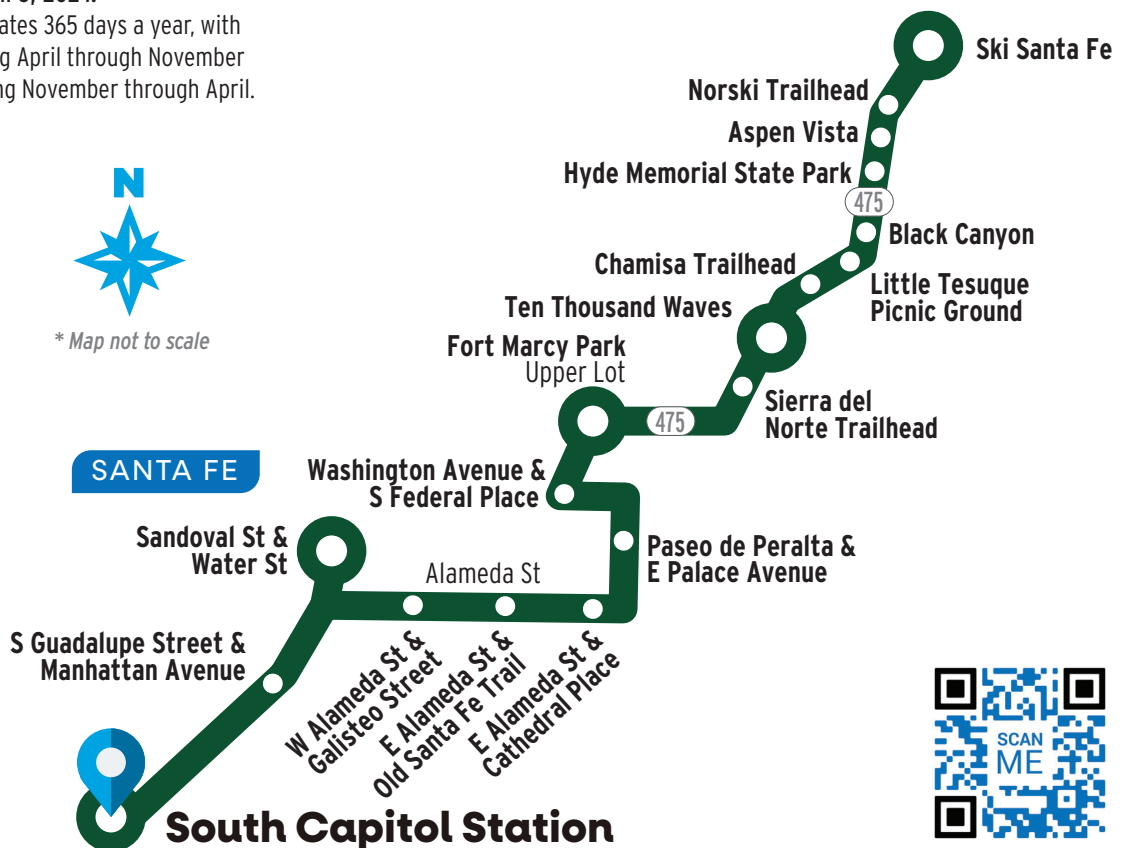 ates 365 days a year, with
g April through November
ng November through April.
N
* Map not to scale
SANTA FE
Ski Santa Fe
Norski Trailhead
Aspen Vista
Hyde Memorial State Park
475
Black Canyon
Chamisa Trailhead
Little Tesuque
Picnic Ground
Ten Thousand Waves
Fort Marcy Park
Upper Lot
475
Sierra del
Norte Trailhead
Washington Avenue &
S Federal Place
Sandoval St &
Water St
Paseo de Peralta &
E Palace Avenue
Alameda St
S Guadalupe Street &
Manhattan Avenue
W Alameda St &
Galisteo Street
E Alameda St &
Old Santa Fe Trail
E Alameda St &
Cathedral Place
South Capitol Station
SCAN
ME